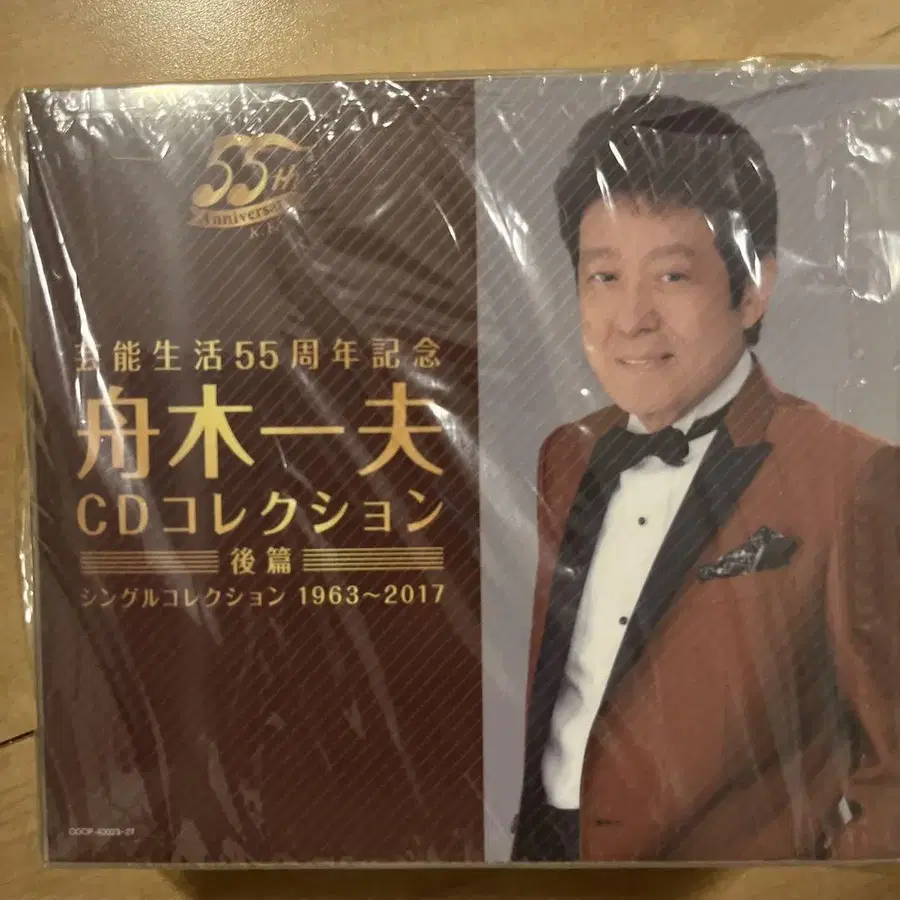 55th
Anniversary
芸能生活55周年記念
舟木一夫
CDコレクション
後篇
シングルコレクション 1963～2017